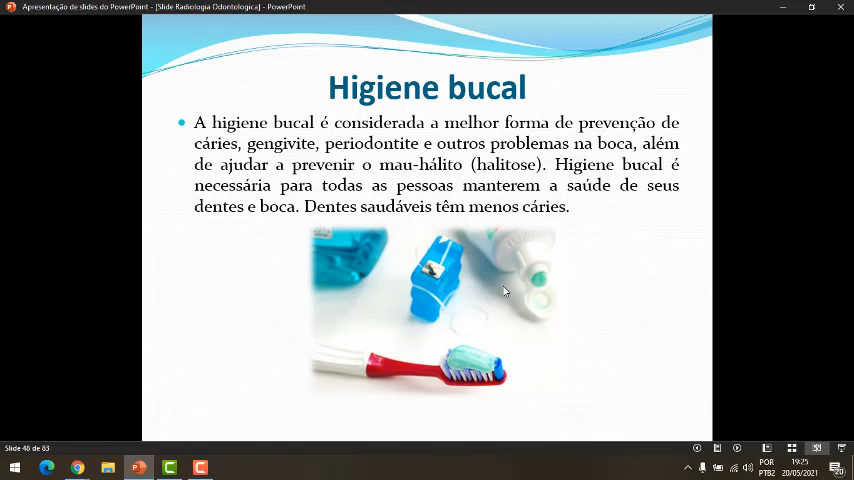 Apresentação de slides do PowerPoint - [Slide Radiologia Odontologica] - PowerPoint
Higiene bucal
A higiene bucal é considerada a melhor forma de prevenção de
cáries, gengivite, periodontite e outros problemas na boca, além
de ajudar a prevenir o mau-hálito (halitose). Higiene bucal é
necessária para todas as pessoas manterem a saúde de seus
dentes e boca. Dentes saudáveis têm menos cáries.
Slide 48 de 83
POR
PTB2
19:25
20/05/2021
20